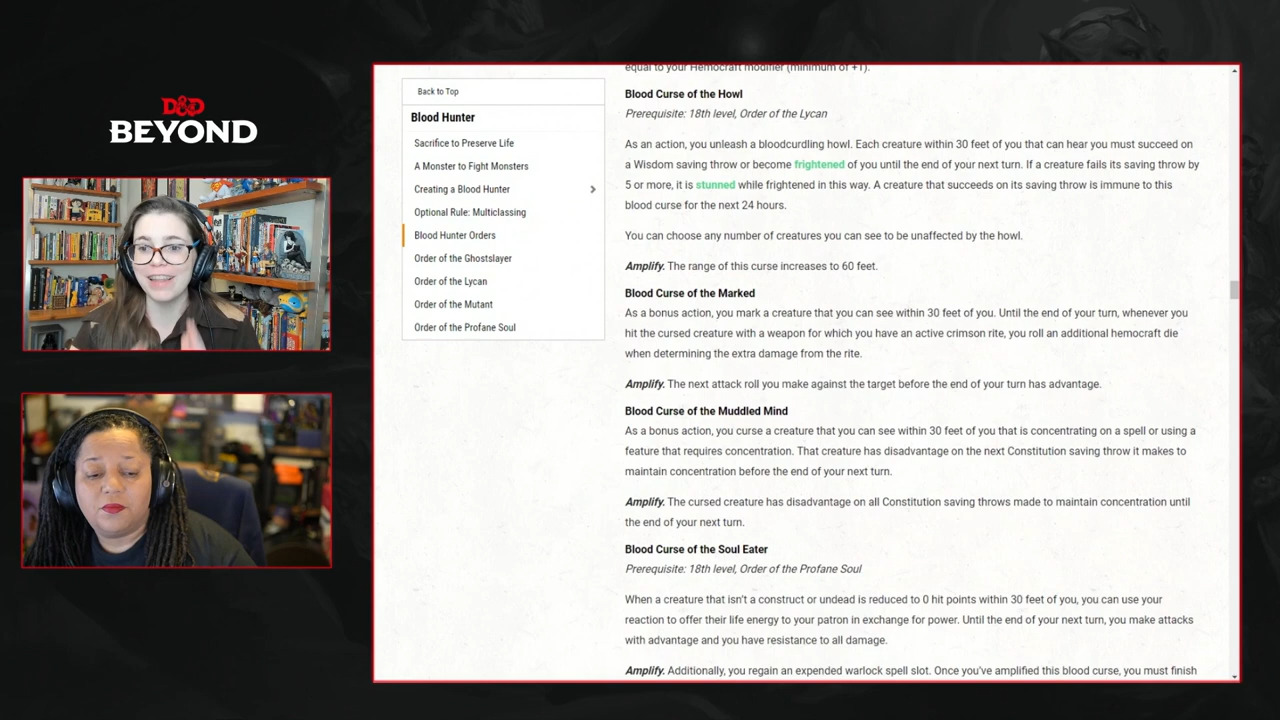 D&D
BEYOND
Back to Top
Blood Hunter
Sacrifice to Preserve Life
A Monster to Fight Monsters
Creating a Blood Hunter
Optional Rule: Multiclassing
Blood Hunter Orders
Order of the Ghostslayer
Order of the Lycan
Order of the Mutant
Order of the Profane Soul
equal to your Hemocraft modifier (minimum of +1).
Blood Curse of the Howl
Prerequisite: 18th level, Order of the Lycan
As an action, you unleash a bloodcurdling howl. Each creature within 30 feet of you that can hear you must succeed on
a Wisdom saving throw or become frightened of you until the end of your next turn. If a creature fails its saving throw by
5 or more, it is stunned while frightened in this way. A creature that succeeds on its saving throw is immune to this
blood curse for the next 24 hours.
You can choose any number of creatures you can see to be unaffected by the howl.
Amplify. The range of this curse increases to 60 feet.
Blood Curse of the Marked
As a bonus action, you mark a creature that you can see within 30 feet of you. Until the end of your turn, whenever you
hit the cursed creature with a weapon for which you have an active crimson rite, you roll an additional hemocraft die
when determining the extra damage from the rite.
Amplify. The next attack roll you make against the target before the end of your turn has advantage.
Blood Curse of the Muddled Mind
As a bonus action, you curse a creature that you can see within 30 feet of you that is concentrating on a spell or using a
feature that requires concentration. That creature has disadvantage on the next Constitution saving throw it makes to
maintain concentration before the end of your next turn.
Amplify. The cursed creature has disadvantage on all Constitution saving throws made to maintain concentration until
the end of your next turn.
Blood Curse of the Soul Eater
Prerequisite: 18th level, Order of the Profane Soul
When a creature that isn't a construct or undead is reduced to 0 hit points within 30 feet of you, you can use your
reaction to offer their life energy to your patron in exchange for power. Until the end of your next turn, you make attacks
with advantage and you have resistance to all damage.
Amplify. Additionally, you regain an expended warlock spell slot. Once you've amplified this blood curse, you must finish